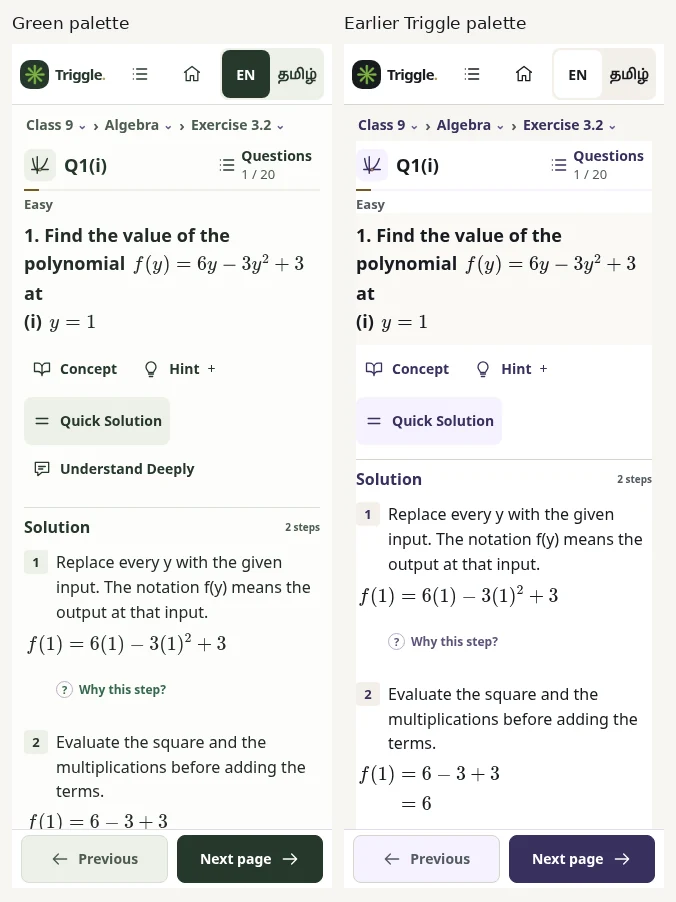 Green palette
Triggle.
EN
தமிழ்
Class 9 › Algebra › Exercise 3.2
Q1(i)
Questions
1 / 20
Easy
1. Find the value of the
polynomial f(y) = 6y − 3y² + 3
at
(i) y = 1
Concept
Hint +
Quick Solution
Understand Deeply
Solution
2 steps
1 Replace every y with the given
input. The notation f(y) means the
output at that input.
f(1) = 6(1) − 3(1)² + 3
? Why this step?
2 Evaluate the square and the
multiplications before adding the
terms.
f(1) = 6 − 3 + 3
Previous
Next page
Earlier Triggle palette
Triggle.
EN
தமிழ்
Class 9 › Algebra › Exercise 3.2
Q1(i)
Questions
1 / 20
Easy
1. Find the value of the
polynomial f(y) = 6y − 3y² + 3
at
(i) y = 1
Concept
Hint +
Quick Solution
Solution
2 steps
1 Replace every y with the given
input. The notation f(y) means the
output at that input.
f(1) = 6(1) − 3(1)² + 3
? Why this step?
2 Evaluate the square and the
multiplications before adding the
terms.
f(1) = 6 − 3 + 3
= 6
Previous
Next page